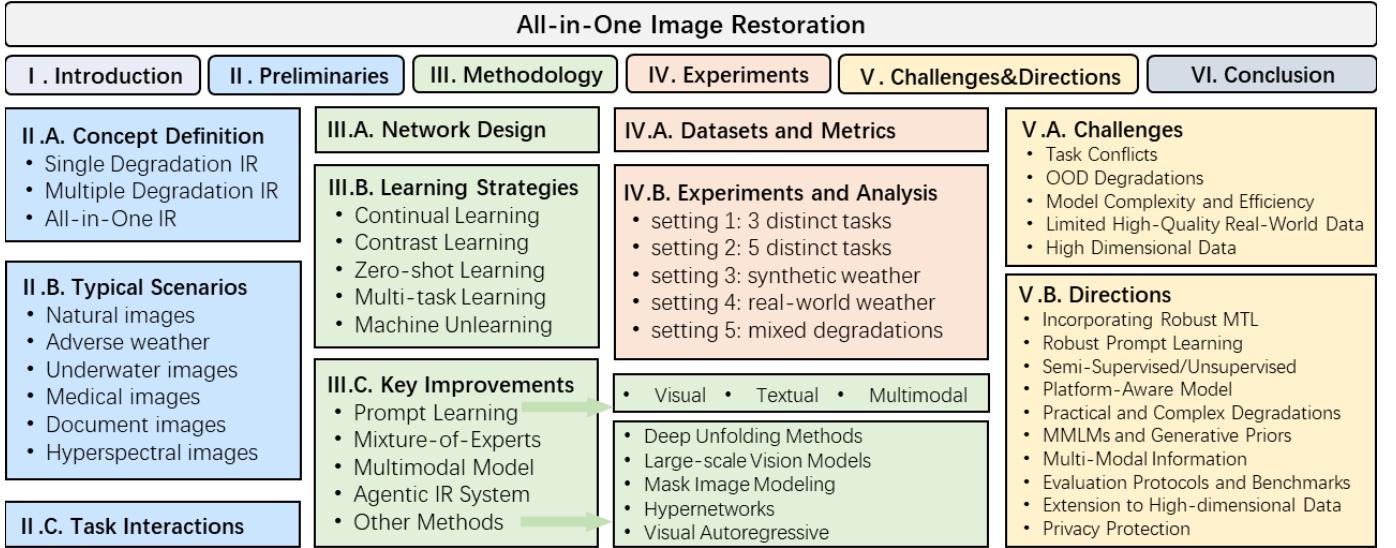 All-in-One Image Restoration
I. Introduction
II. Preliminaries
III. Methodology
IV. Experiments
V. Challenges&Directions
VI. Conclusion
II.A. Concept Definition
• Single Degradation IR
• Multiple Degradation IR
• All-in-One IR
II.B. Typical Scenarios
• Natural images
• Adverse weather
• Underwater images
• Medical images
• Document images
• Hyperspectral images
II.C. Task Interactions
III.A. Network Design
III.B. Learning Strategies
• Continual Learning
• Contrast Learning
• Zero-shot Learning
• Multi-task Learning
• Machine Unlearning
III.C. Key Improvements
• Prompt Learning
• Mixture-of-Experts
• Multimodal Model
• Agentic IR System
• Other Methods
IV.A. Datasets and Metrics
IV.B. Experiments and Analysis
• setting 1: 3 distinct tasks
• setting 2: 5 distinct tasks
• setting 3: synthetic weather
• setting 4: real-world weather
• setting 5: mixed degradations
• Visual • Textual • Multimodal
• Deep Unfolding Methods
• Large-scale Vision Models
• Mask Image Modeling
• Hypernetworks
• Visual Autoregressive
V.A. Challenges
• Task Conflicts
• OOD Degradations
• Model Complexity and Efficiency
• Limited High-Quality Real-World Data
• High Dimensional Data
V.B. Directions
• Incorporating Robust MTL
• Robust Prompt Learning
• Semi-Supervised/Unsupervised
• Platform-Aware Model
• Practical and Complex Degradations
• MMLMs and Generative Priors
• Multi-Modal Information
• Evaluation Protocols and Benchmarks
• Extension to High-dimensional Data
• Privacy Protection